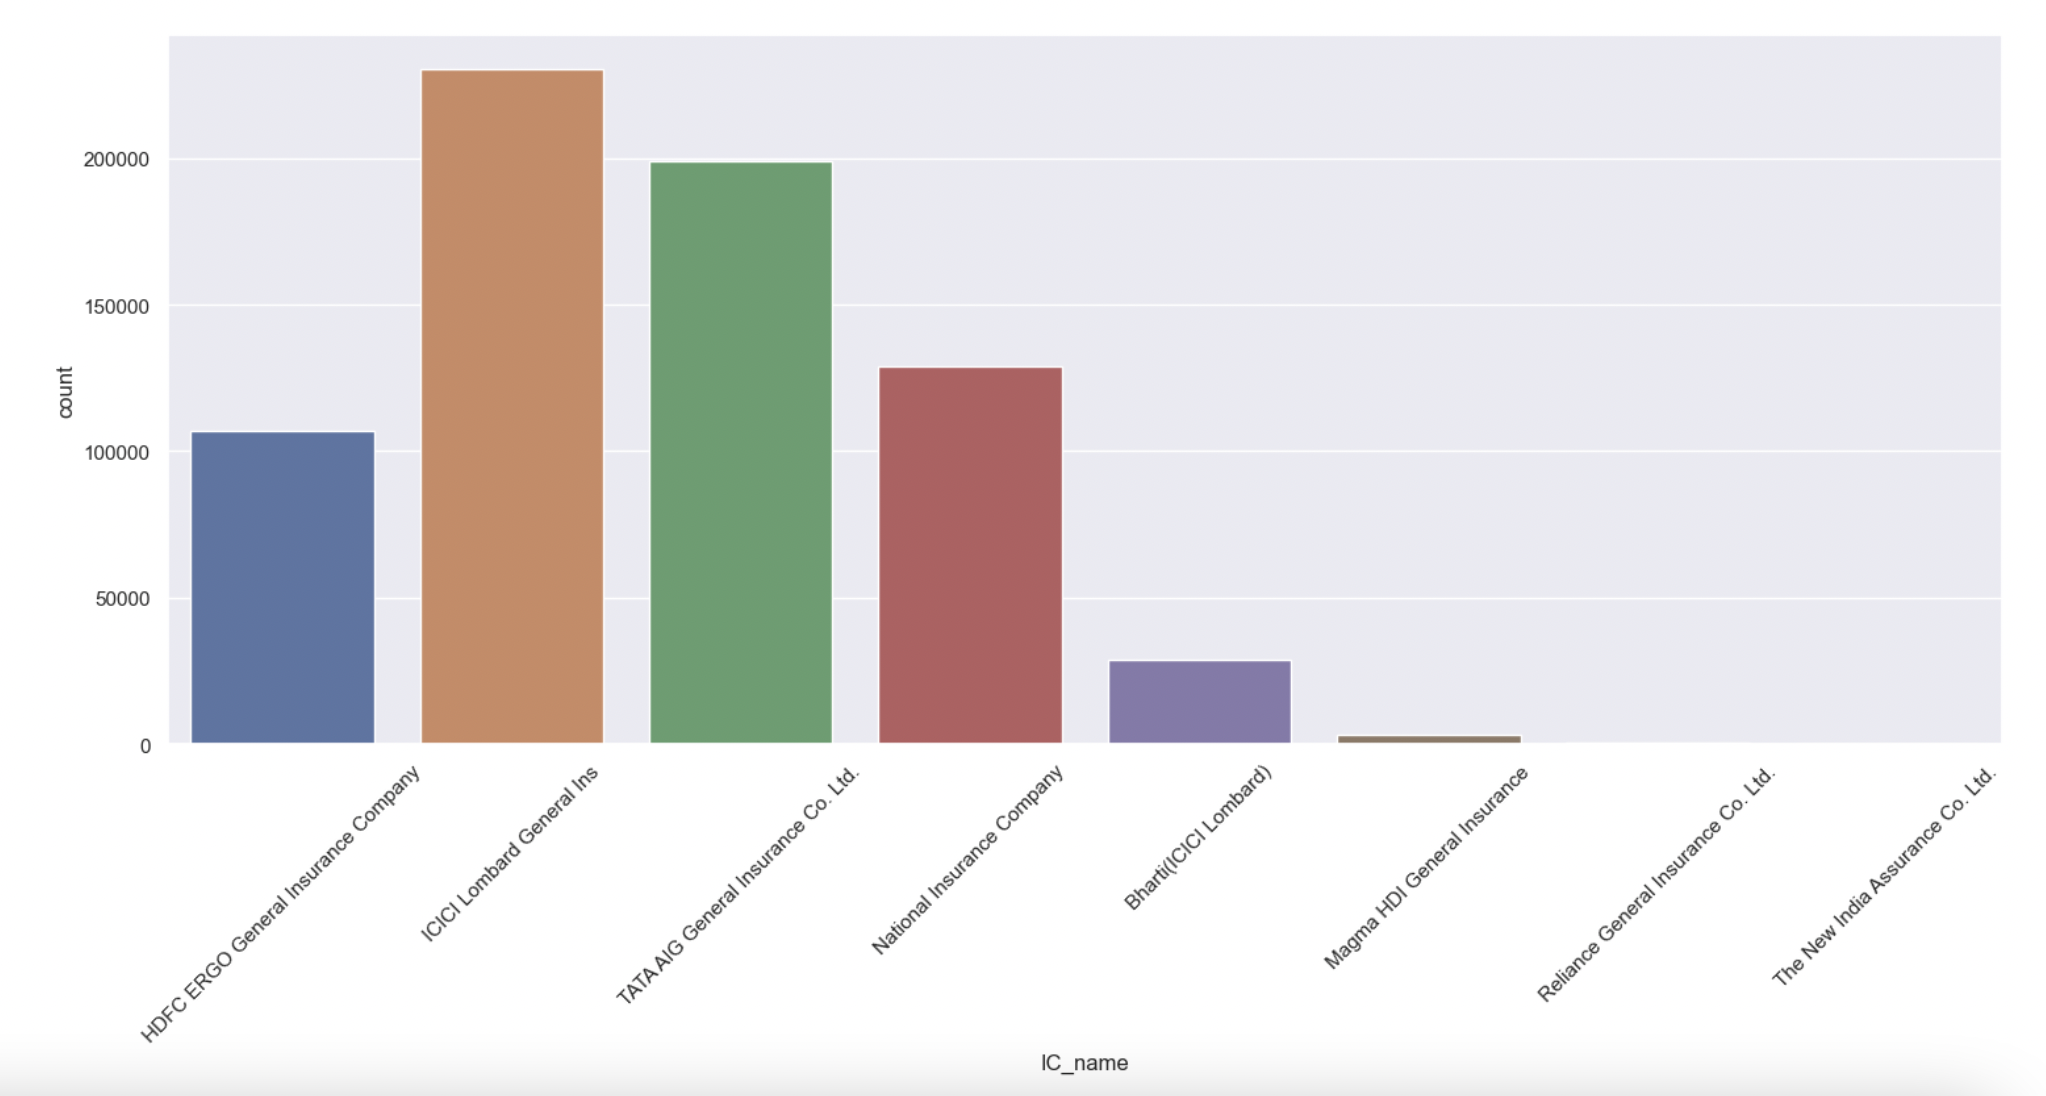 200000
150000
100000
50000
0
count
HDFC ERGO General Insurance Company
ICICI Lombard General Ins
TATA AIG General Insurance Co. Ltd.
National Insurance Company
Bharti(ICICI Lombard)
Magma HDI General Insurance
Reliance General Insurance Co. Ltd.
The New India Assurance Co. Ltd.
IC_name